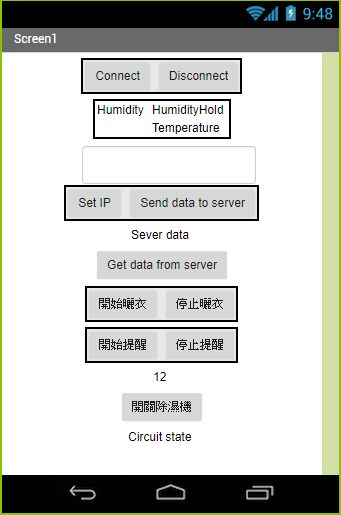 9:48
Screen1
Connect Disconnect
Humidity HumidityHold
Temperature
Set IP Send data to server
Sever data
Get data from server
開始曬衣 停止曬衣
開始提醒 停止提醒
12
開關除濕機
Circuit state